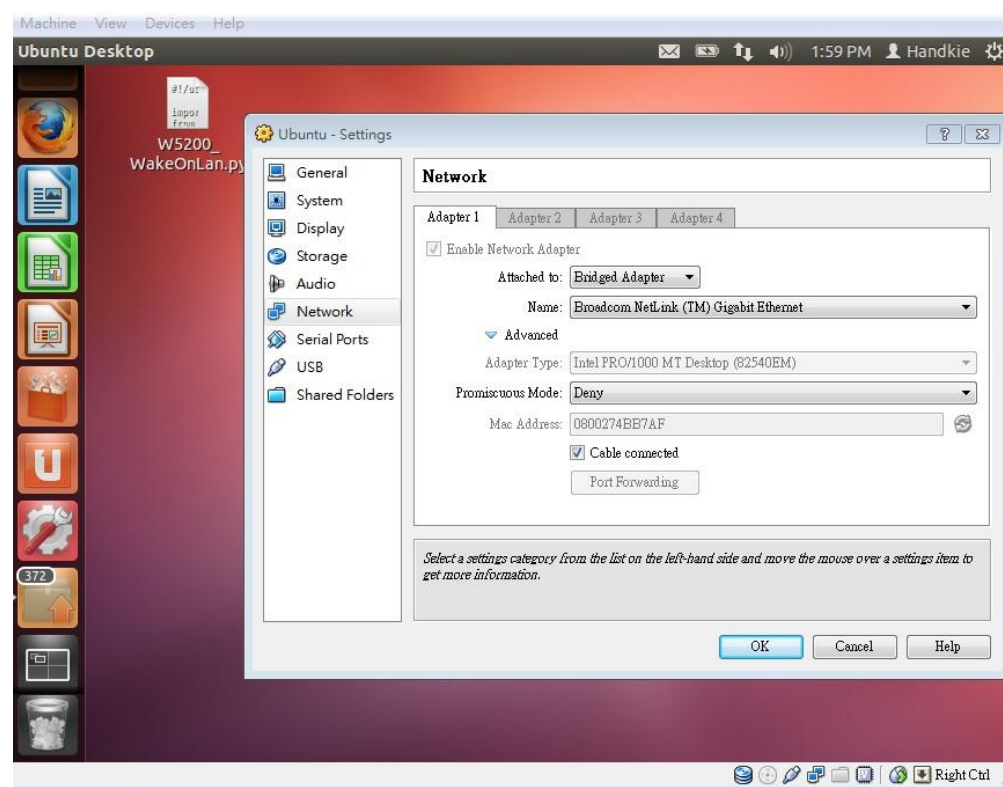 Machine View Devices Help
Ubuntu Desktop 1:59 PM Handkie
#!/us
impor
from
W5200_
WakeOnLan.py
Ubuntu - Settings
General
System
Display
Storage
Audio
Network
Serial Ports
USB
Shared Folders
Network
Adapter 1 Adapter 2 Adapter 3 Adapter 4
Enable Network Adapter
Attached to: Bridged Adapter
Name: Broadcom NetLink (TM) Gigabit Ethernet
Advanced
Adapter Type: Intel PRO/1000 MT Desktop (82540EM)
Promiscuous Mode: Deny
Mac Address: 0800274BB7AF
Cable connected
Port Forwarding
Select a settings category from the list on the left-hand side and move the mouse over a settings item to
get more information.
OK Cancel Help
372
Right Ctrl